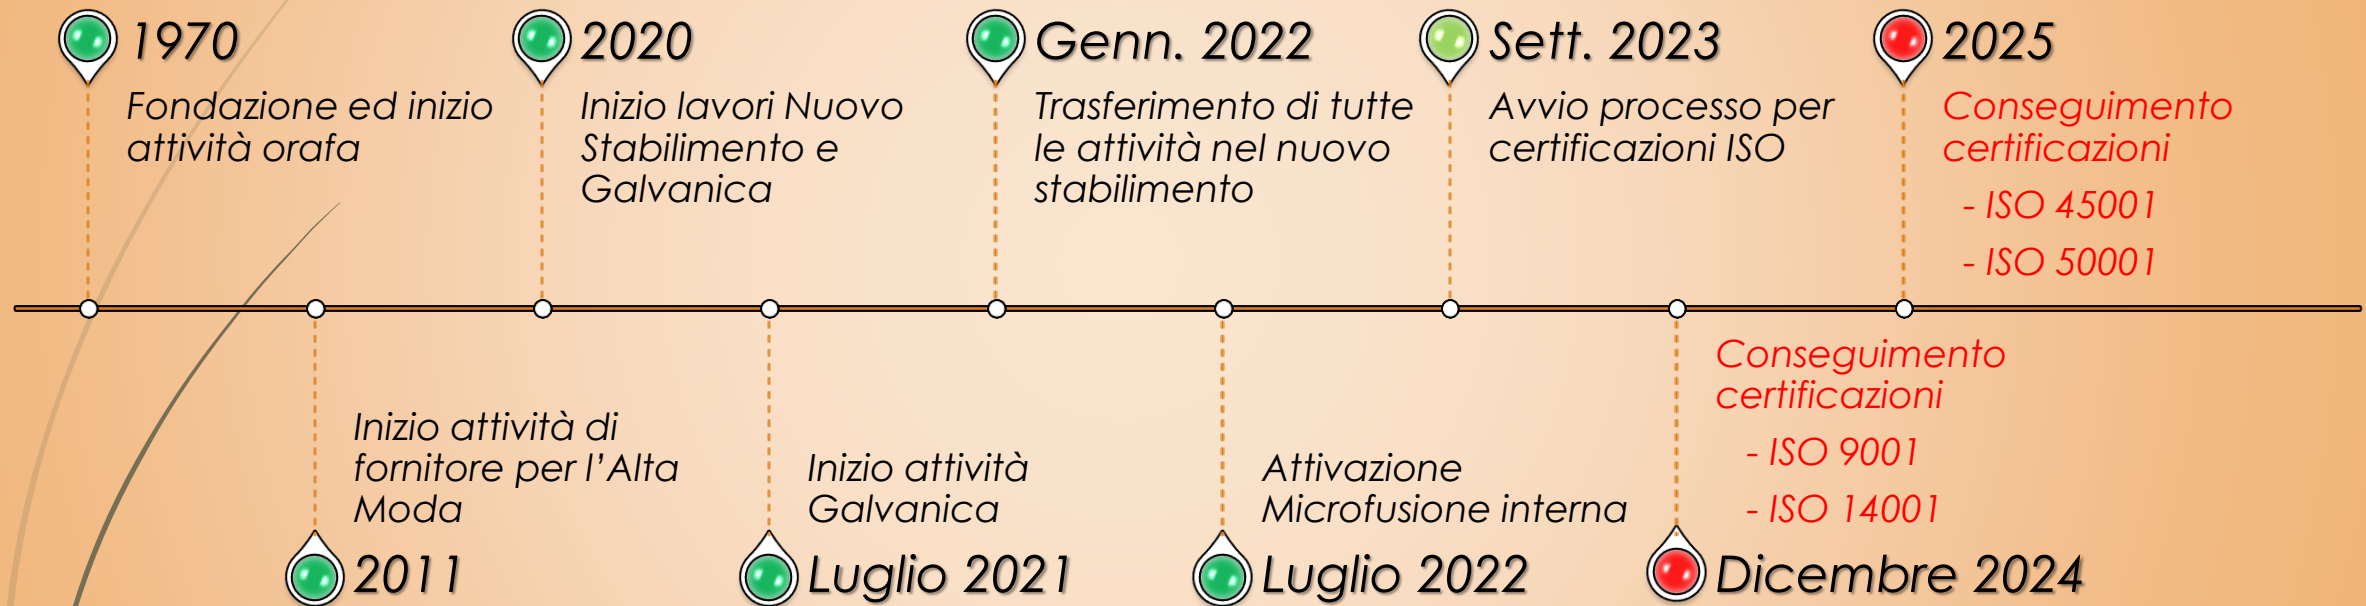 1970
Fondazione ed inizio
attività orafa
2020
Inizio lavori Nuovo
Stabilimento e
Galvanica
Genn. 2022
Trasferimento di tutte
le attività nel nuovo
stabilimento
Sett. 2023
Avvio processo per
certificazioni ISO
2025
Conseguimento
certificazioni
- ISO 45001
- ISO 50001
Inizio attività di
fornitore per l’Alta
Moda
2011
Inizio attività
Galvanica
Luglio 2021
Attivazione
Microfusione interna
Luglio 2022
Conseguimento
certificazioni
- ISO 9001
- ISO 14001
Dicembre 2024